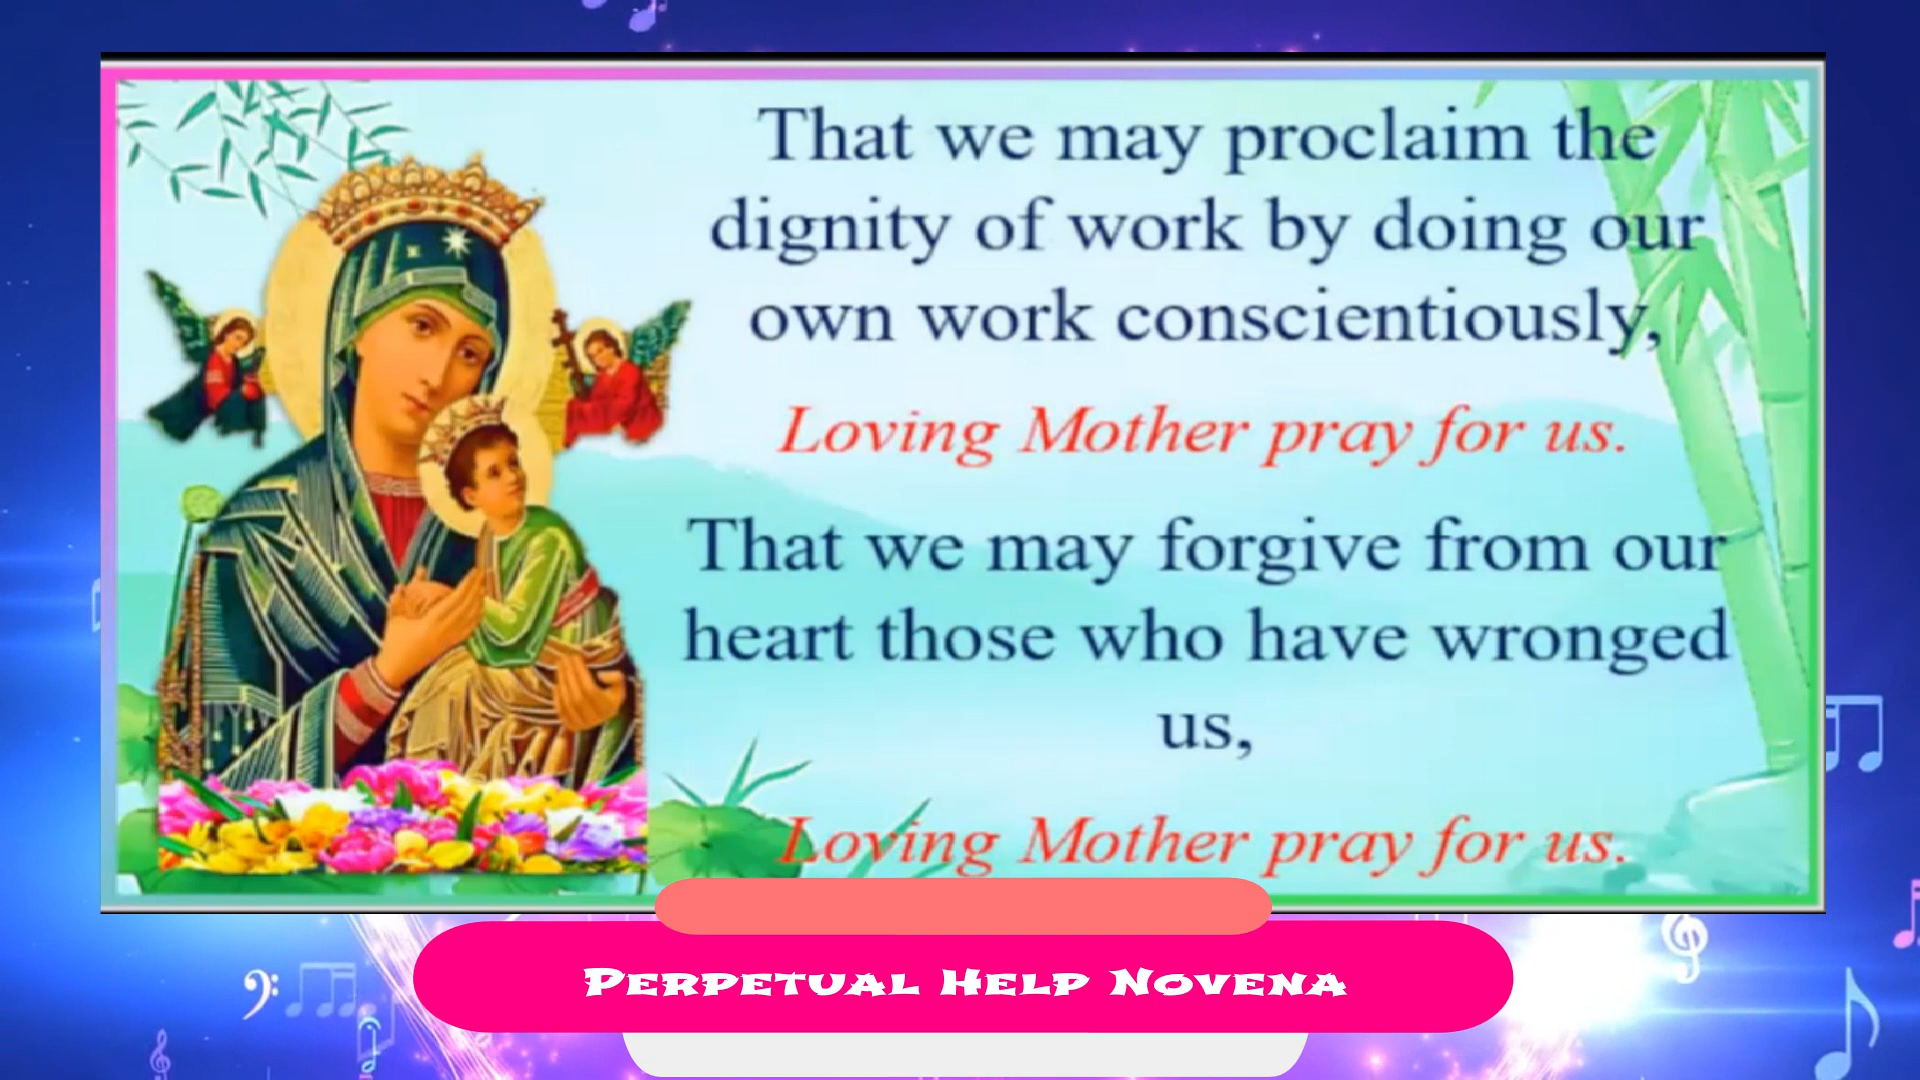 That we may proclaim the
dignity of work by doing our
own work conscientiously,
Loving Mother pray for us.
That we may forgive from our
heart those who have wronged
us,
Loving Mother pray for us.
Perpetual Help Novena